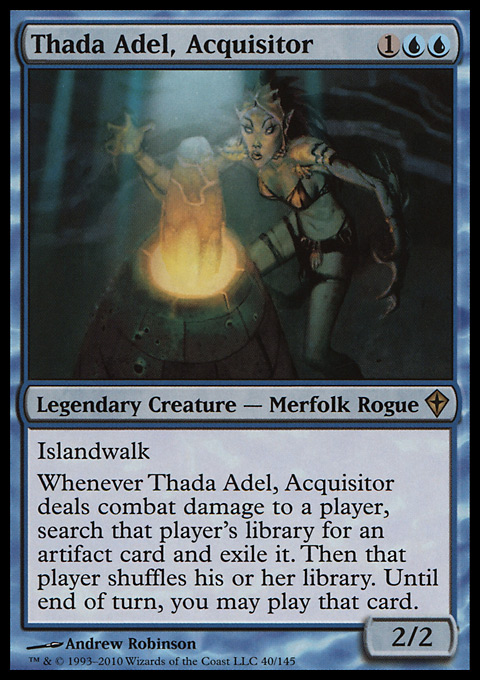 Thada Adel, Acquisitor 1
Legendary Creature — Merfolk Rogue
Islandwalk
Whenever Thada Adel, Acquisitor
deals combat damage to a player,
search that player's library for an
artifact card and exile it. Then that
player shuffles his or her library. Until
end of turn, you may play that card.
2/2
Andrew Robinson
™ & © 1993–2010 Wizards of the Coast LLC 40/145